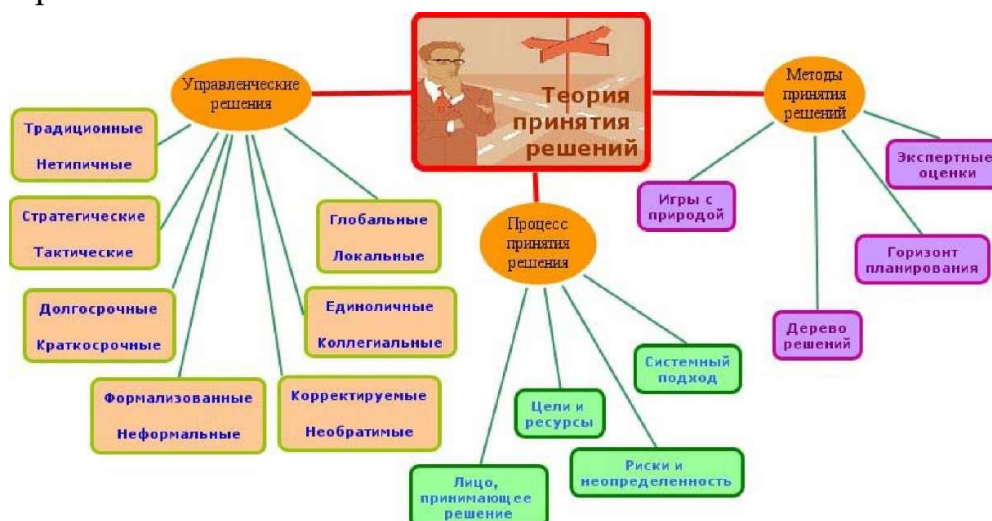 Теория
принятия
решений
Управленческие
решения
Традиционные
Нетипичные
Стратегические
Тактические
Долгосрочные
Краткосрочные
Формализованные
Неформальные
Корректируемые
Необратимые
Единоличные
Коллегиальные
Глобальные
Локальные
Процесс
принятия
решения
Лицо,
принимающее
решение
Цели и
ресурсы
Риски и
неопределенность
Системный
подход
Методы
принятия
решений
Игры с
природой
Дерево
решений
Горизонт
планирования
Экспертные
оценки